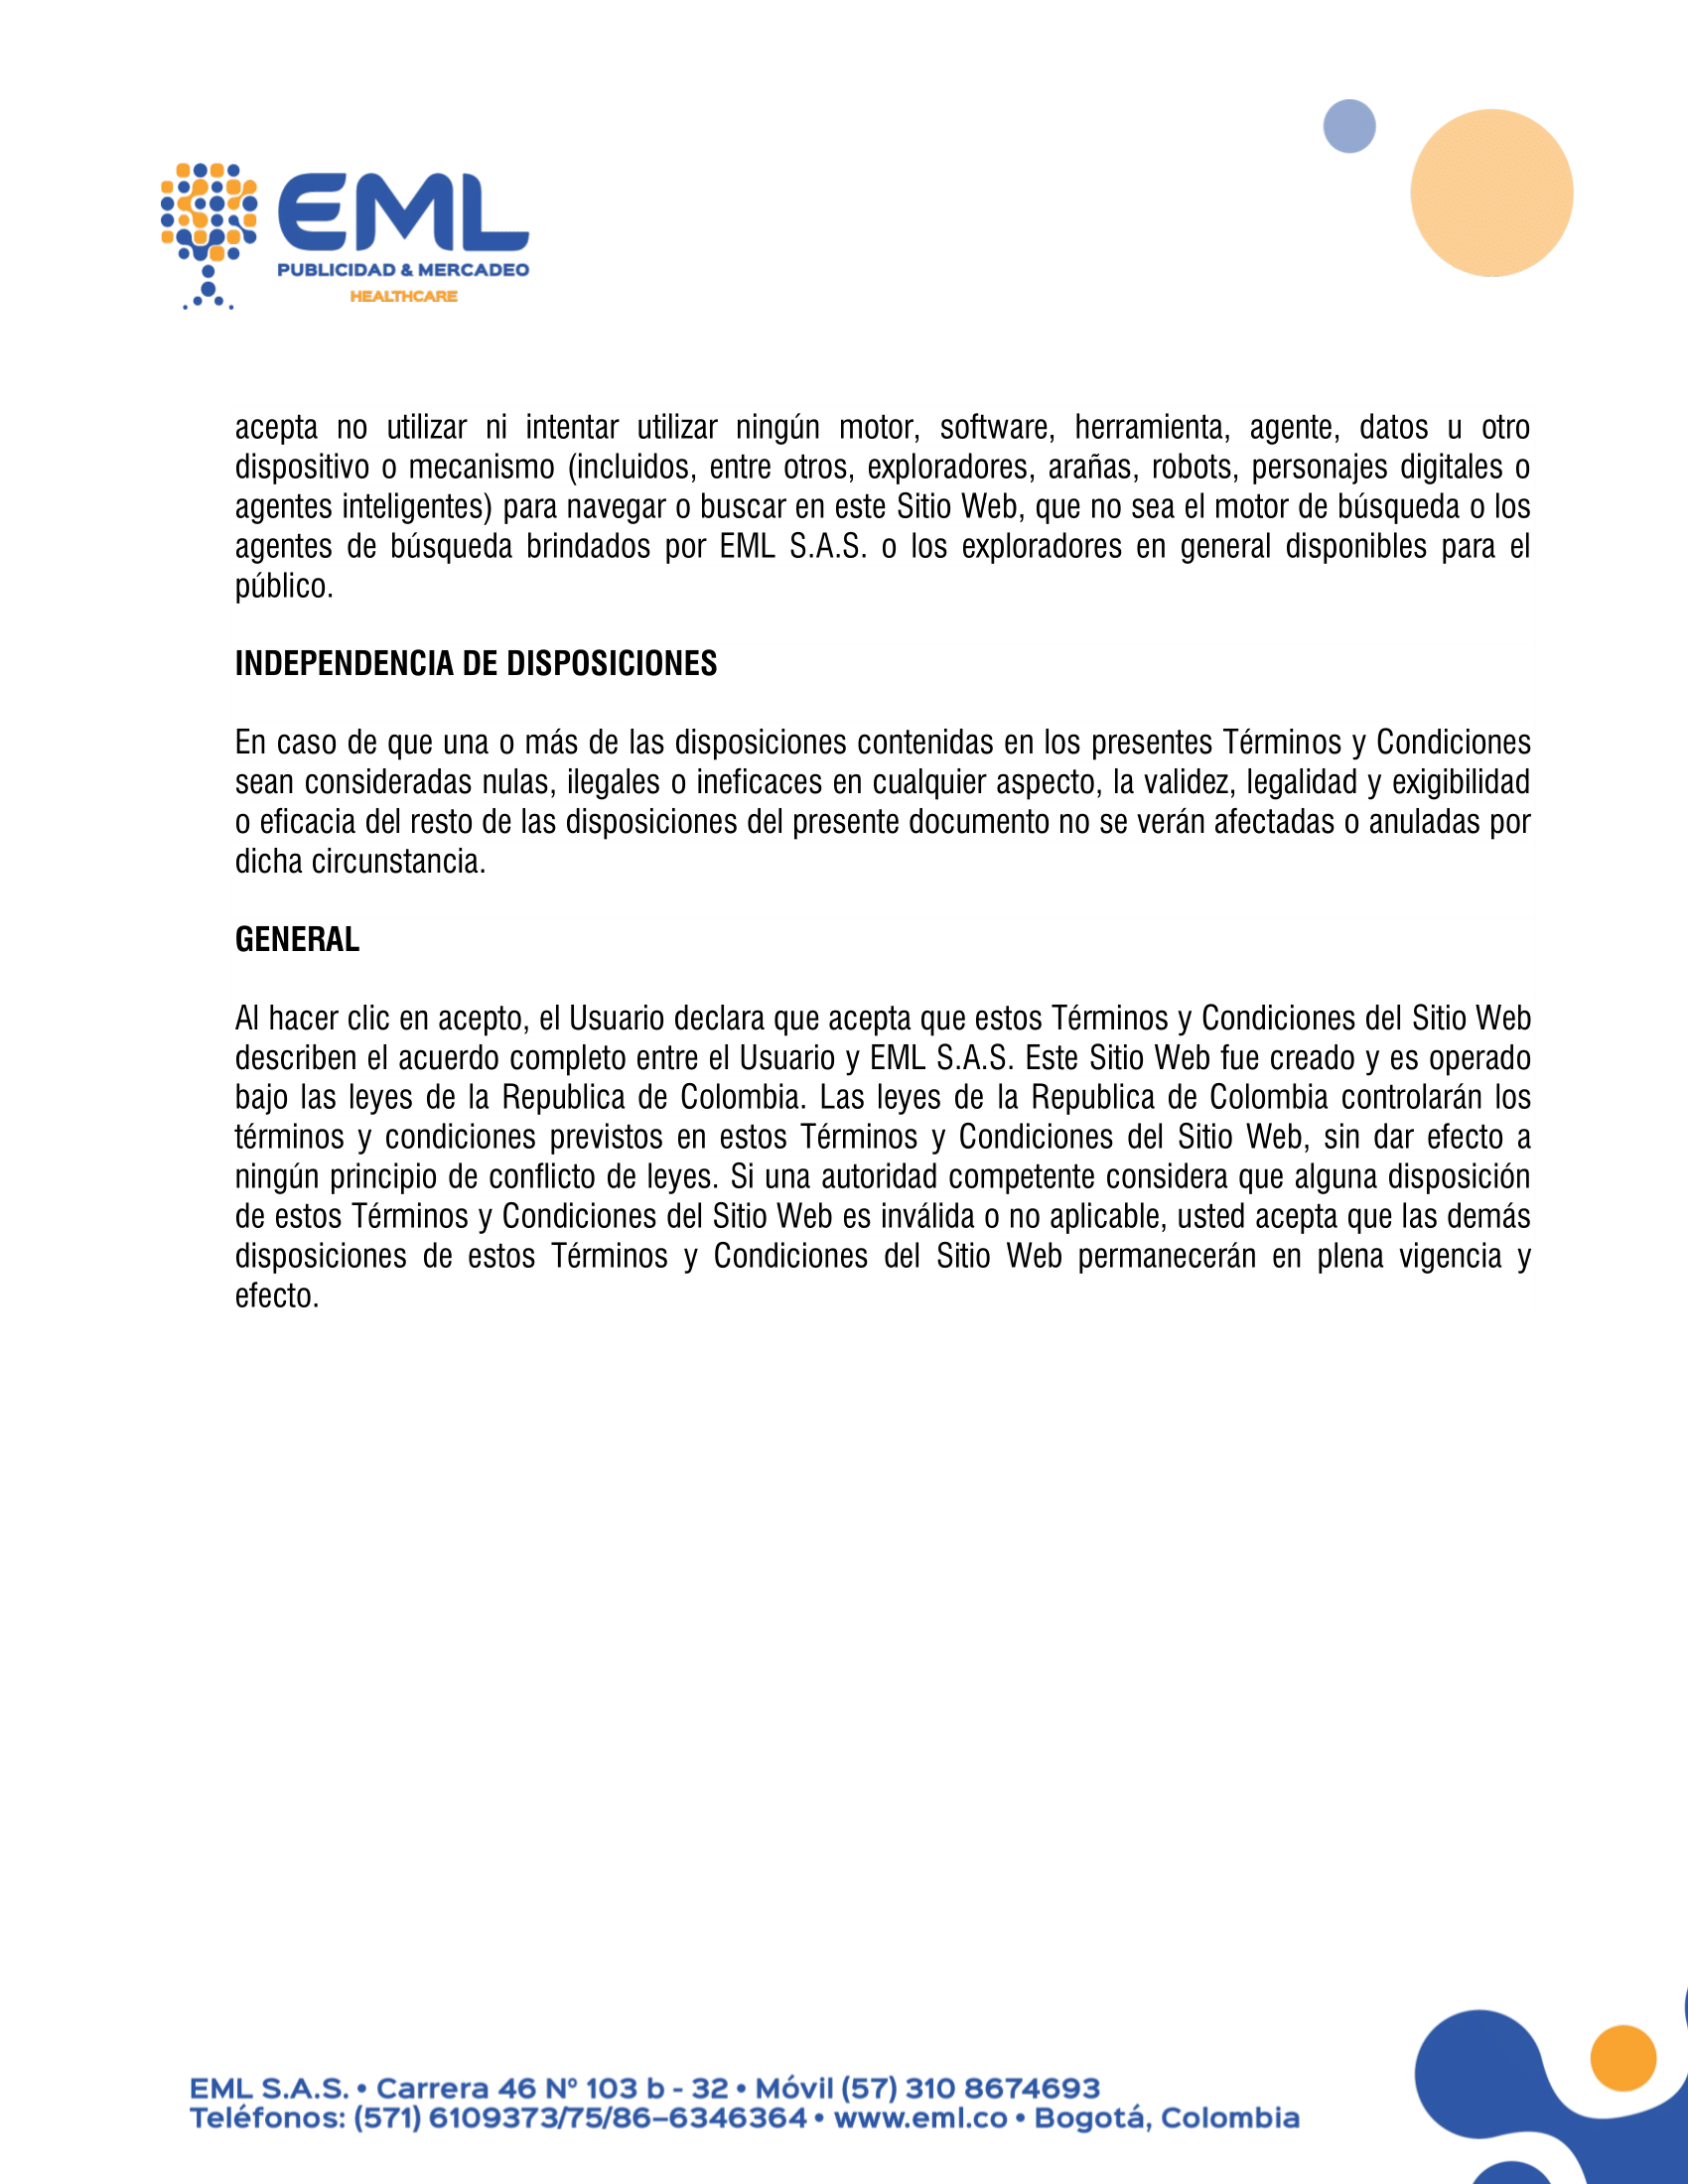 EML
PUBLICIDAD & MERCADEO
HEALTHCARE
acepta no utilizar ni intentar utilizar ningún motor, software, herramienta, agente, datos u otro
dispositivo o mecanismo (incluidos, entre otros, exploradores, arañas, robots, personajes digitales o
agentes inteligentes) para navegar o buscar en este Sitio Web, que no sea el motor de búsqueda o los
agentes de búsqueda brindados por EML S.A.S. o los exploradores en general disponibles para el
público.
INDEPENDENCIA DE DISPOSICIONES
En caso de que una o más de las disposiciones contenidas en los presentes Términos y Condiciones
sean consideradas nulas, ilegales o ineficaces en cualquier aspecto, la validez, legalidad y exigibilidad
o eficacia del resto de las disposiciones del presente documento no se verán afectadas o anuladas por
dicha circunstancia.
GENERAL
Al hacer clic en acepto, el Usuario declara que acepta que estos Términos y Condiciones del Sitio Web
describen el acuerdo completo entre el Usuario y EML S.A.S. Este Sitio Web fue creado y es operado
bajo las leyes de la Republica de Colombia. Las leyes de la Republica de Colombia controlarán los
términos y condiciones previstos en estos Términos y Condiciones del Sitio Web, sin dar efecto a
ningún principio de conflicto de leyes. Si una autoridad competente considera que alguna disposición
de estos Términos y Condiciones del Sitio Web es inválida o no aplicable, usted acepta que las demás
disposiciones de estos Términos y Condiciones del Sitio Web permanecerán en plena vigencia y
efecto.
EML S.A.S. • Carrera 46 Nº 103 b - 32 • Móvil (57) 310 8674693
Teléfonos: (571) 6109373/75/86–6346364 • www.eml.co • Bogotá, Colombia